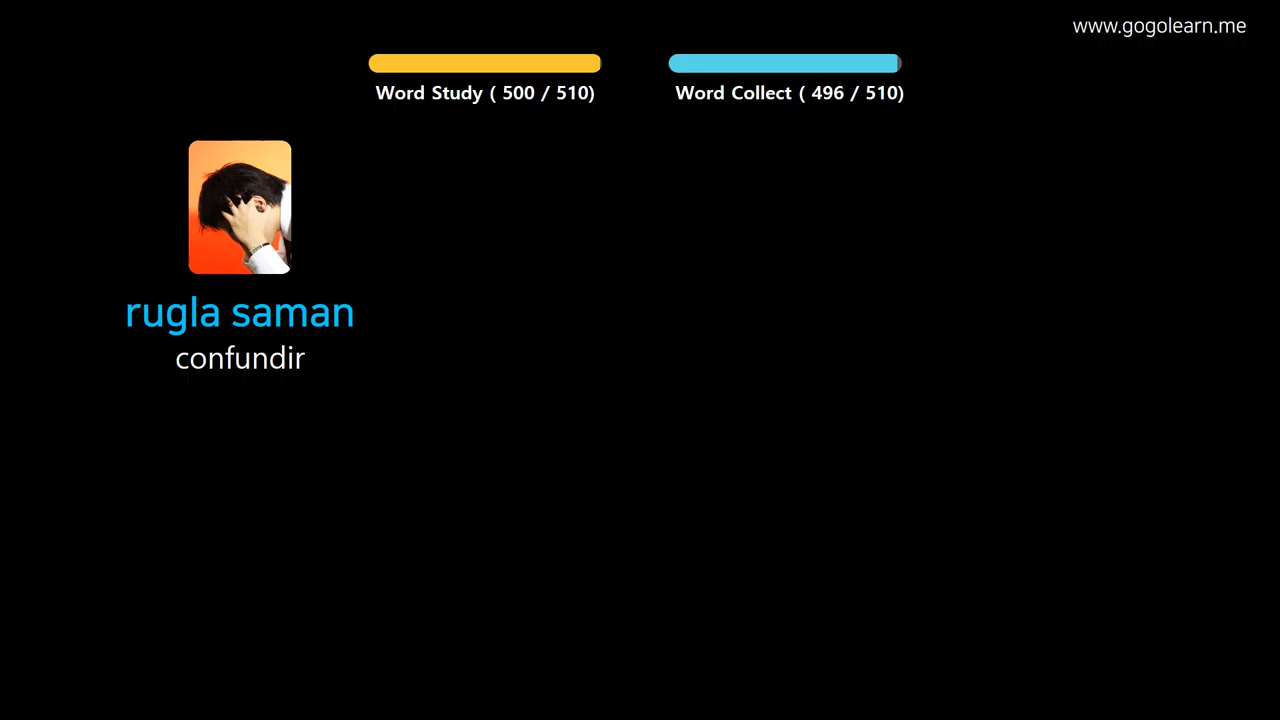 www.gogolearn.me
Word Study ( 500 / 510)
Word Collect ( 496 / 510)
rugla saman
confundir